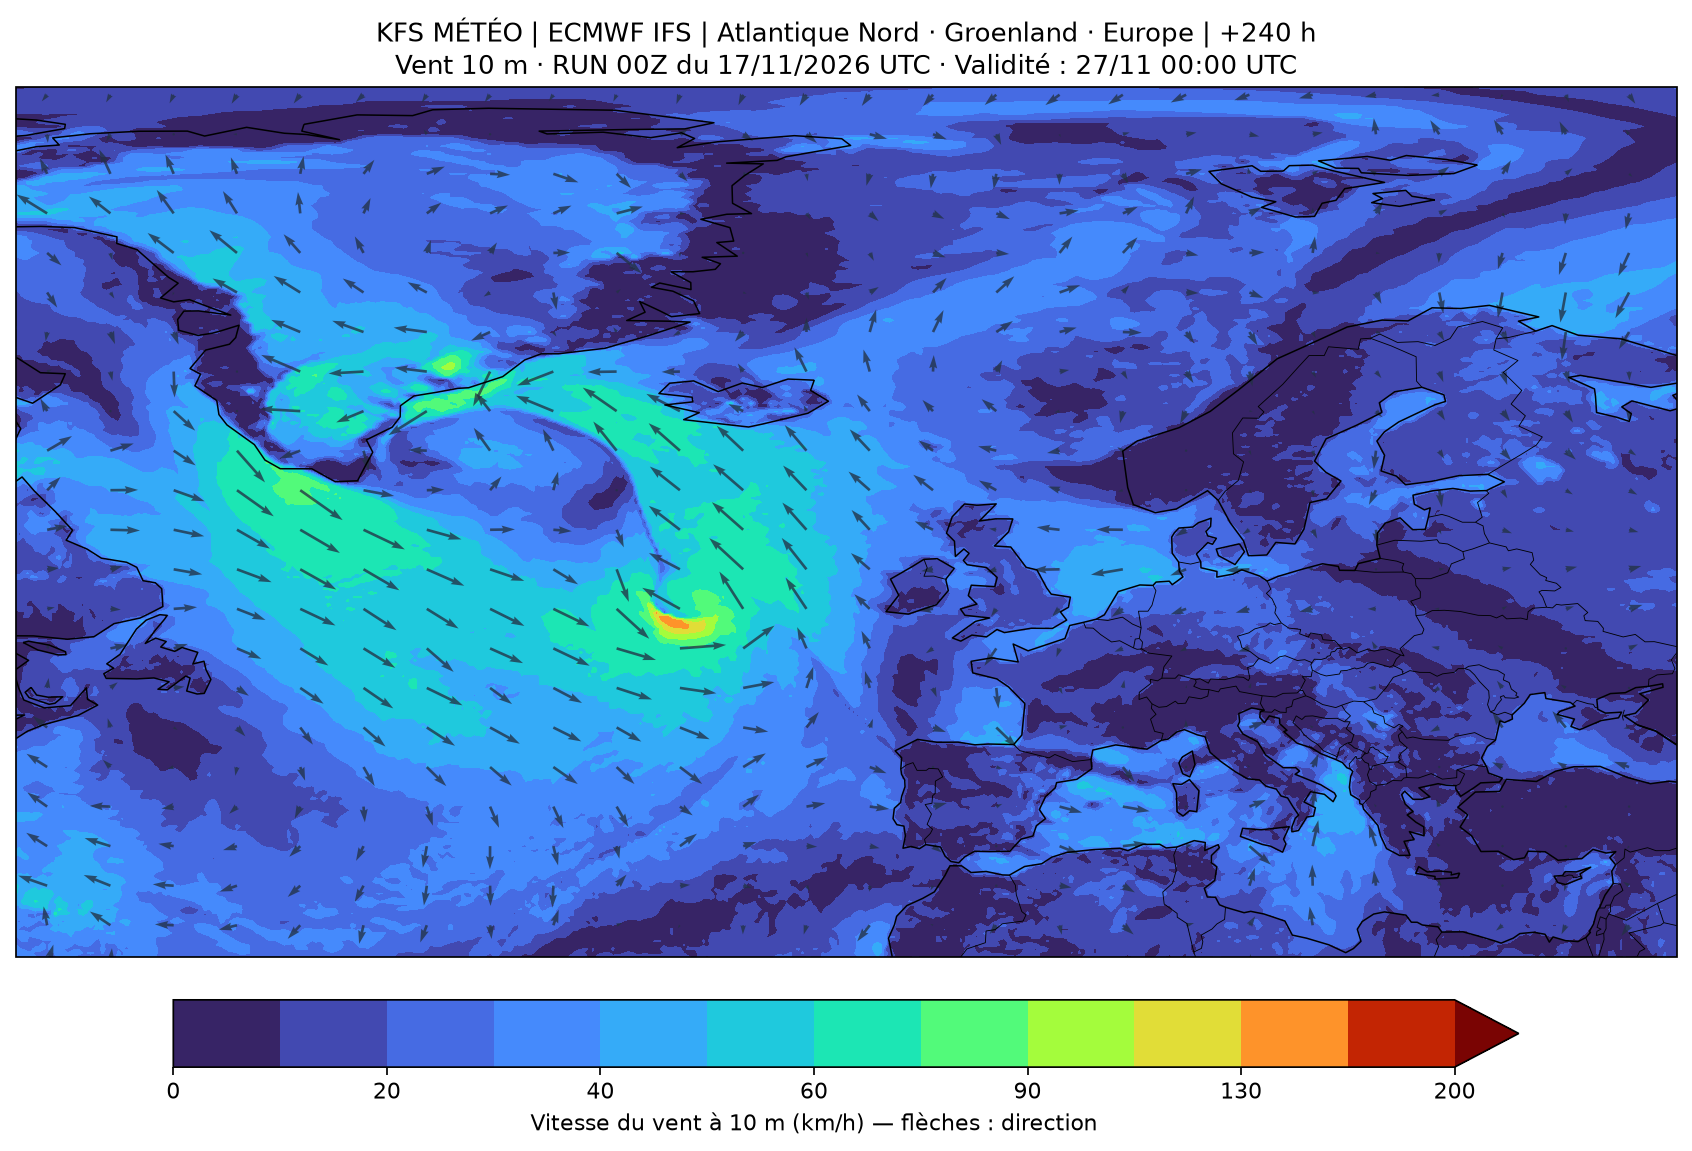 KFS MÉTÉO | ECMWF IFS | Atlantique Nord · Groenland · Europe | +240 h
Vent 10 m · RUN 00Z du 17/11/2026 UTC · Validité : 27/11 00:00 UTC
0 20 40 60 90 130 200
Vitesse du vent à 10 m (km/h) — flèches : direction